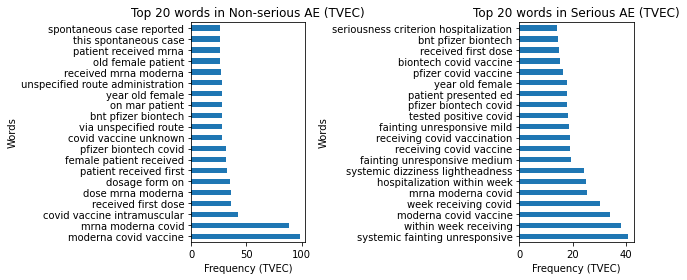 Top 20 words in Non-serious AE (TVEC)
spontaneous case reported
this spontaneous case
patient received mrna
old female patient
received mrna moderna
unspecified route administration
year old female
on mar patient
bnt pfizer biontech
via unspecified route
covid vaccine unknown
pfizer biontech covid
female patient received
patient received first
dosage form on
dose mrna moderna
received first dose
covid vaccine intramuscular
mrna moderna covid
moderna covid vaccine
Words
0 50 100
Frequency (TVEC)
Top 20 words in Serious AE (TVEC)
seriousness criterion hospitalization
bnt pfizer biontech
received first dose
biontech covid vaccine
pfizer covid vaccine
year old female
patient presented ed
pfizer biontech covid
tested positive covid
fainting unresponsive mild
receiving covid vaccination
receiving covid vaccine
fainting unresponsive medium
systemic dizziness lightheadness
hospitalization within week
mrna moderna covid
week receiving covid
moderna covid vaccine
within week receiving
systemic fainting unresponsive
Words
0 20 40
Frequency (TVEC)